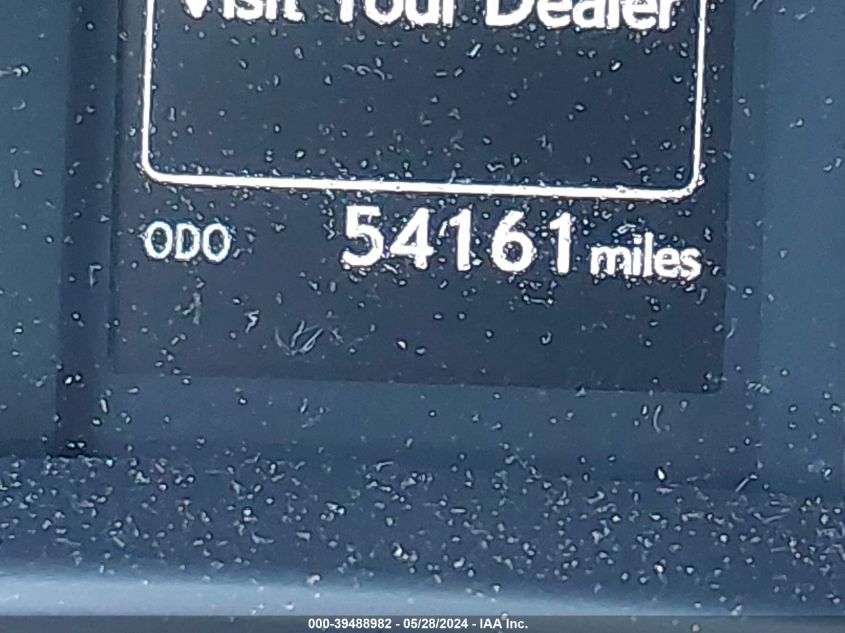 Visit Your Dealer
ODO 54161 miles
000-39488982 - 05/28/2024 - IAA Inc.